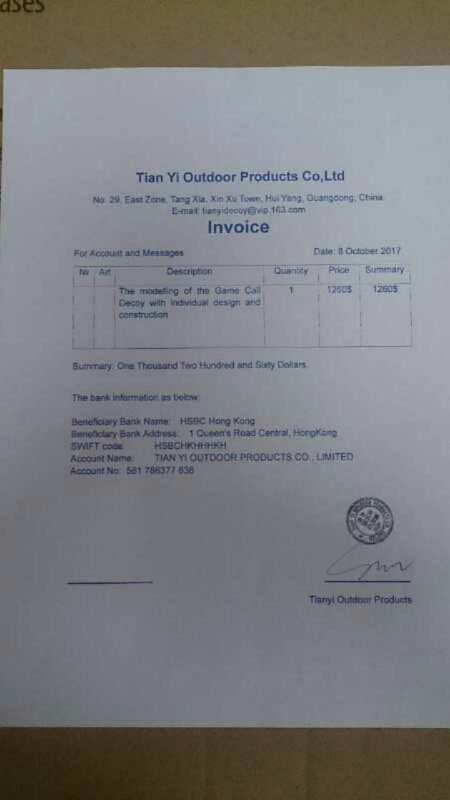 ases
Tian Yi Outdoor Products Co,Ltd
No. 29, East Zone, Tang Xia, Xin Xu Town, Hui Yang, Guangdong, China.
E-mail: tianyidecoy@vip.163.com
Invoice
For Account and Messages Date: 8 October 2017
№ Art Description Quantity Price Summary
The modelling of the Game Call 1 1260$ 1260$
Decoy with individual design and
construction
Summary: One Thousand Two Hundred and Sixty Dollars.
The bank information as below:
Beneficiary Bank Name: HSBC Hong Kong
Beneficiary Bank Address: 1 Queen's Road Central, HongKong
SWIFT code: HSBCHKHHHKH
Account Name: TIAN YI OUTDOOR PRODUCTS CO., LIMITED
Account No: 561 786377 838
Tianyi Outdoor Products